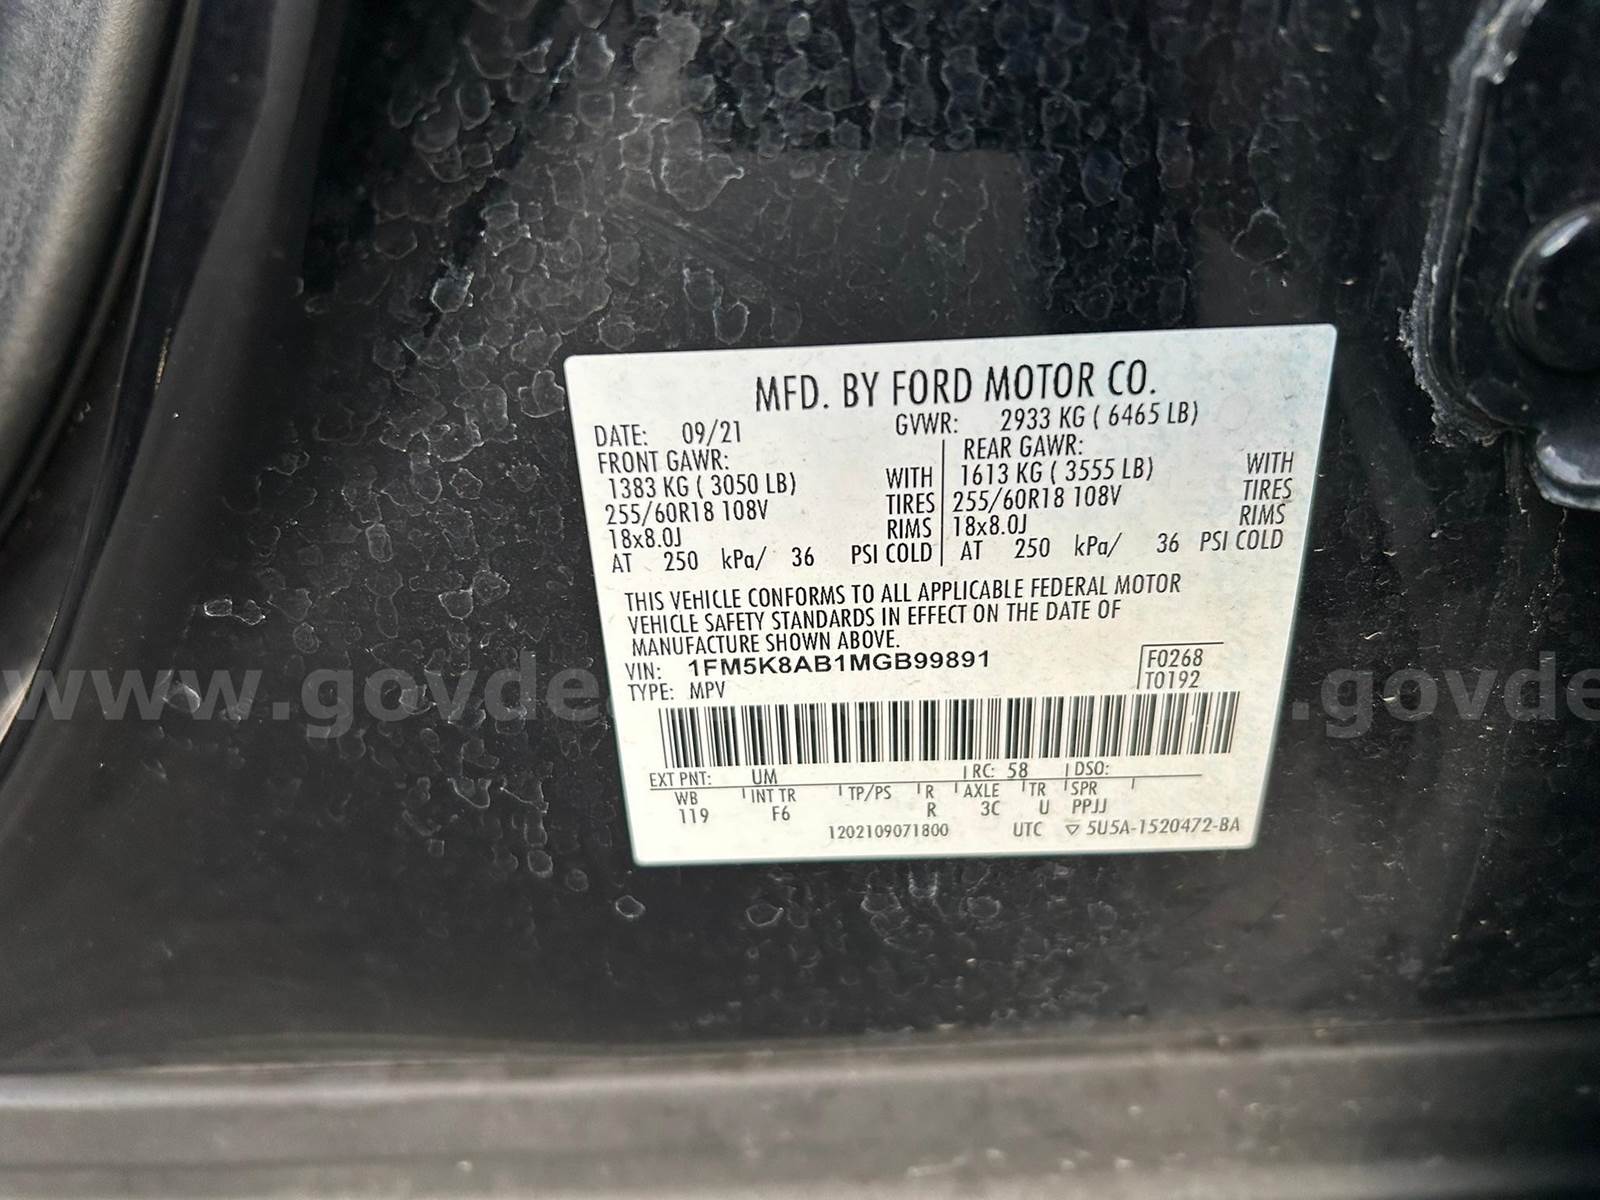 MFD. BY FORD MOTOR CO.
DATE: 09/21 GVWR: 2933 KG ( 6465 LB)
FRONT GAWR: REAR GAWR:
1383 KG ( 3050 LB) WITH 1613 KG ( 3555 LB) WITH
255/60R18 108V TIRES 255/60R18 108V TIRES
18x8.0J RIMS 18x8.0J RIMS
AT 250 kPa/ 36 PSI COLD AT 250 kPa/ 36 PSI COLD
THIS VEHICLE CONFORMS TO ALL APPLICABLE FEDERAL MOTOR
VEHICLE SAFETY STANDARDS IN EFFECT ON THE DATE OF
MANUFACTURE SHOWN ABOVE.
VIN: 1FM5K8AB1MGB99891 F0268
TYPE: MPV T0192
www.govde .govde
EXT PNT: UM RC: 58 DSO:
WB INT TR TP/PS R AXLE TR SPR
119 F6 R 3C U PPJJ
1202109071800 UTC ▽ 5U5A-1520472-BA